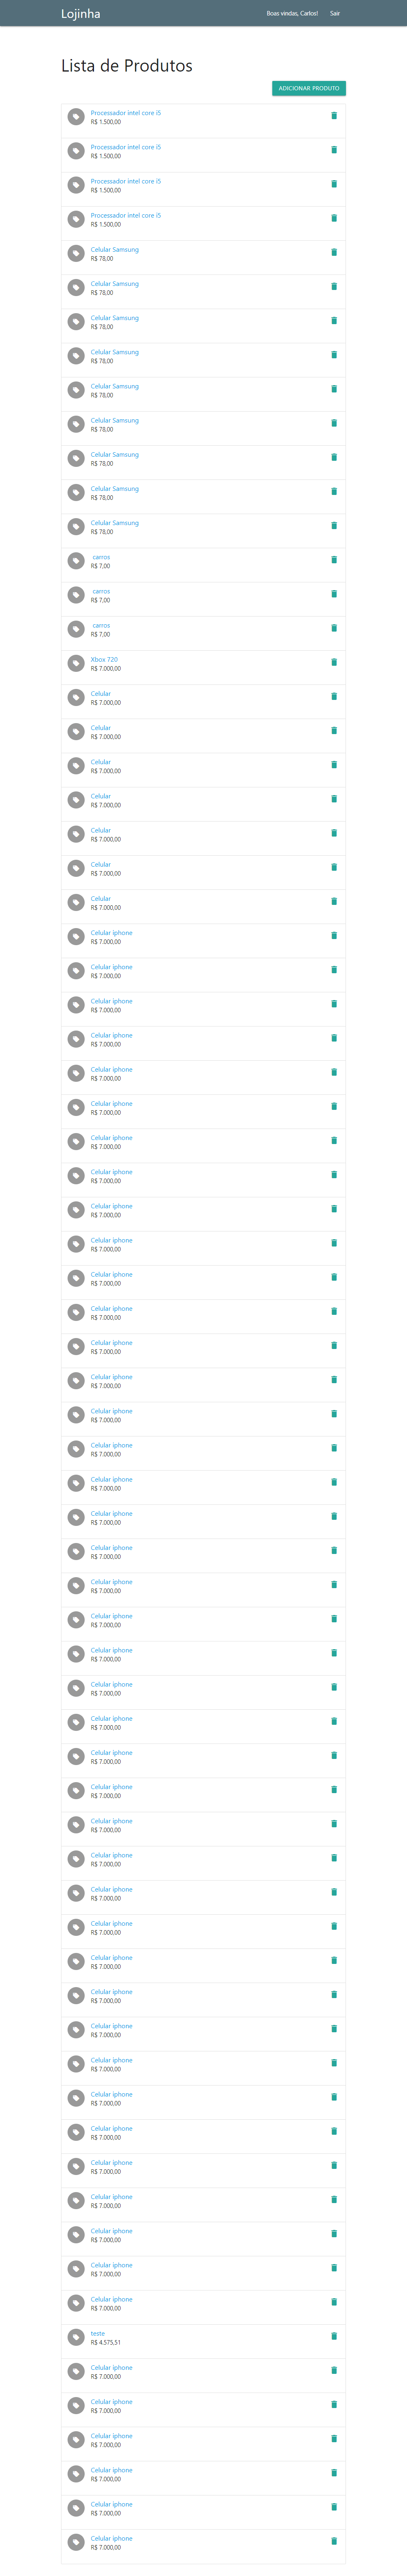 Lojinha
Boas vindas, Carlos!
Sair
Lista de Produtos
ADICIONAR PRODUTO
Processador intel core i5
R$ 1.500,00
Processador intel core i5
R$ 1.500,00
Processador intel core i5
R$ 1.500,00
Processador intel core i5
R$ 1.500,00
Celular Samsung
R$ 78,00
Celular Samsung
R$ 78,00
Celular Samsung
R$ 78,00
Celular Samsung
R$ 78,00
Celular Samsung
R$ 78,00
Celular Samsung
R$ 78,00
Celular Samsung
R$ 78,00
Celular Samsung
R$ 78,00
Celular Samsung
R$ 78,00
carros
R$ 7,00
carros
R$ 7,00
carros
R$ 7,00
Xbox 720
R$ 7.000,00
Celular
R$ 7.000,00
Celular
R$ 7.000,00
Celular
R$ 7.000,00
Celular
R$ 7.000,00
Celular
R$ 7.000,00
Celular
R$ 7.000,00
Celular
R$ 7.000,00
Celular iphone
R$ 7.000,00
Celular iphone
R$ 7.000,00
Celular iphone
R$ 7.000,00
Celular iphone
R$ 7.000,00
Celular iphone
R$ 7.000,00
Celular iphone
R$ 7.000,00
Celular iphone
R$ 7.000,00
Celular iphone
R$ 7.000,00
Celular iphone
R$ 7.000,00
Celular iphone
R$ 7.000,00
Celular iphone
R$ 7.000,00
Celular iphone
R$ 7.000,00
Celular iphone
R$ 7.000,00
Celular iphone
R$ 7.000,00
Celular iphone
R$ 7.000,00
Celular iphone
R$ 7.000,00
Celular iphone
R$ 7.000,00
Celular iphone
R$ 7.000,00
Celular iphone
R$ 7.000,00
Celular iphone
R$ 7.000,00
Celular iphone
R$ 7.000,00
Celular iphone
R$ 7.000,00
Celular iphone
R$ 7.000,00
Celular iphone
R$ 7.000,00
Celular iphone
R$ 7.000,00
Celular iphone
R$ 7.000,00
Celular iphone
R$ 7.000,00
Celular iphone
R$ 7.000,00
Celular iphone
R$ 7.000,00
Celular iphone
R$ 7.000,00
Celular iphone
R$ 7.000,00
Celular iphone
R$ 7.000,00
Celular iphone
R$ 7.000,00
Celular iphone
R$ 7.000,00
Celular iphone
R$ 7.000,00
Celular iphone
R$ 7.000,00
Celular iphone
R$ 7.000,00
Celular iphone
R$ 7.000,00
Celular iphone
R$ 7.000,00
Celular iphone
R$ 7.000,00
Celular iphone
R$ 7.000,00
teste
R$ 4.575,51
Celular iphone
R$ 7.000,00
Celular iphone
R$ 7.000,00
Celular iphone
R$ 7.000,00
Celular iphone
R$ 7.000,00
Celular iphone
R$ 7.000,00
Celular iphone
R$ 7.000,00